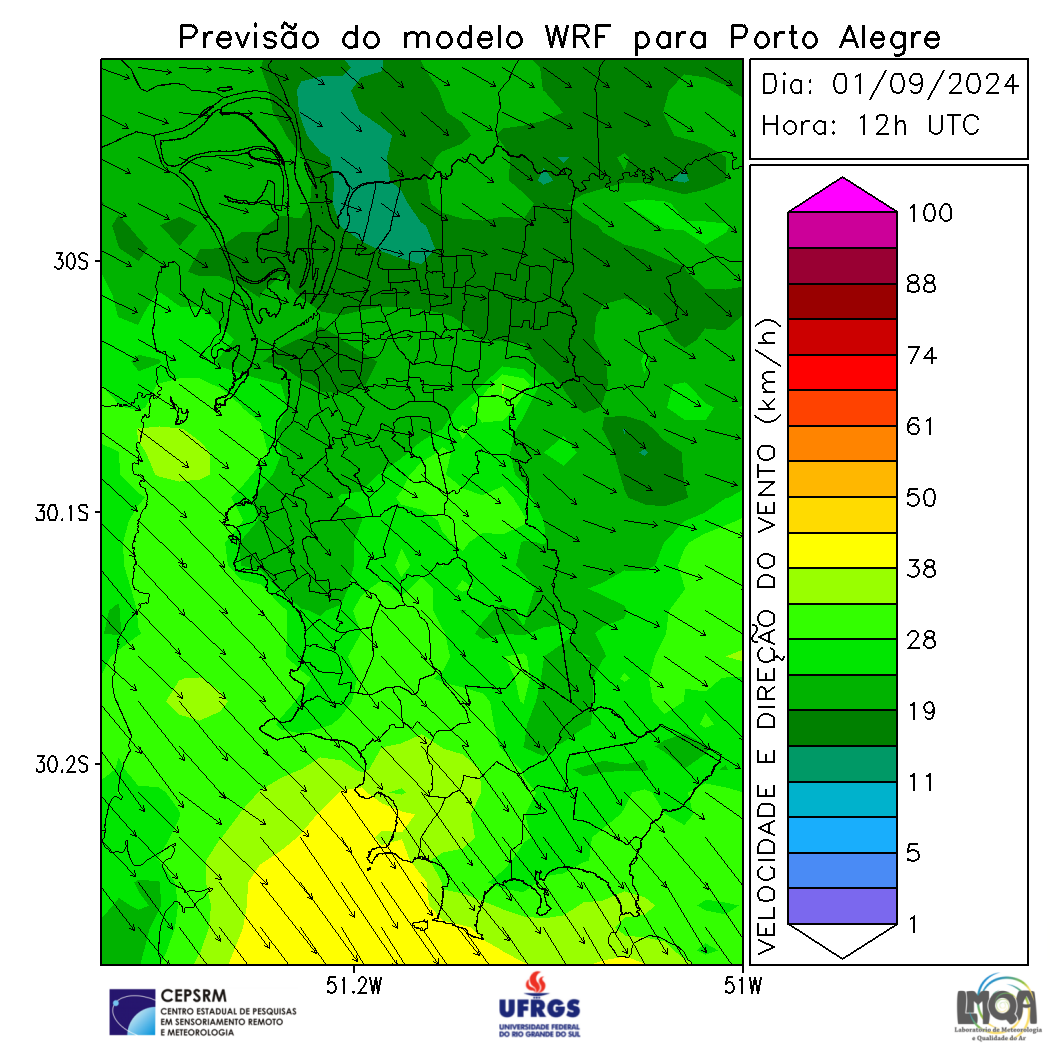 Previsão do modelo WRF para Porto Alegre
Dia: 01/09/2024
Hora: 12h UTC
30S
30.1S
30.2S
51.2W
51W
VELOCIDADE E DIREÇÃO DO VENTO (km/h)
100
88
74
61
50
38
28
19
11
5
1
CEPSRM
CENTRO ESTADUAL DE PESQUISAS
EM SENSORIAMENTO REMOTO
E METEOROLOGIA
UFRGS
UNIVERSIDADE FEDERAL
DO RIO GRANDE DO SUL
LMQA
Laboratório de Meteorologia
e Qualidade do Ar